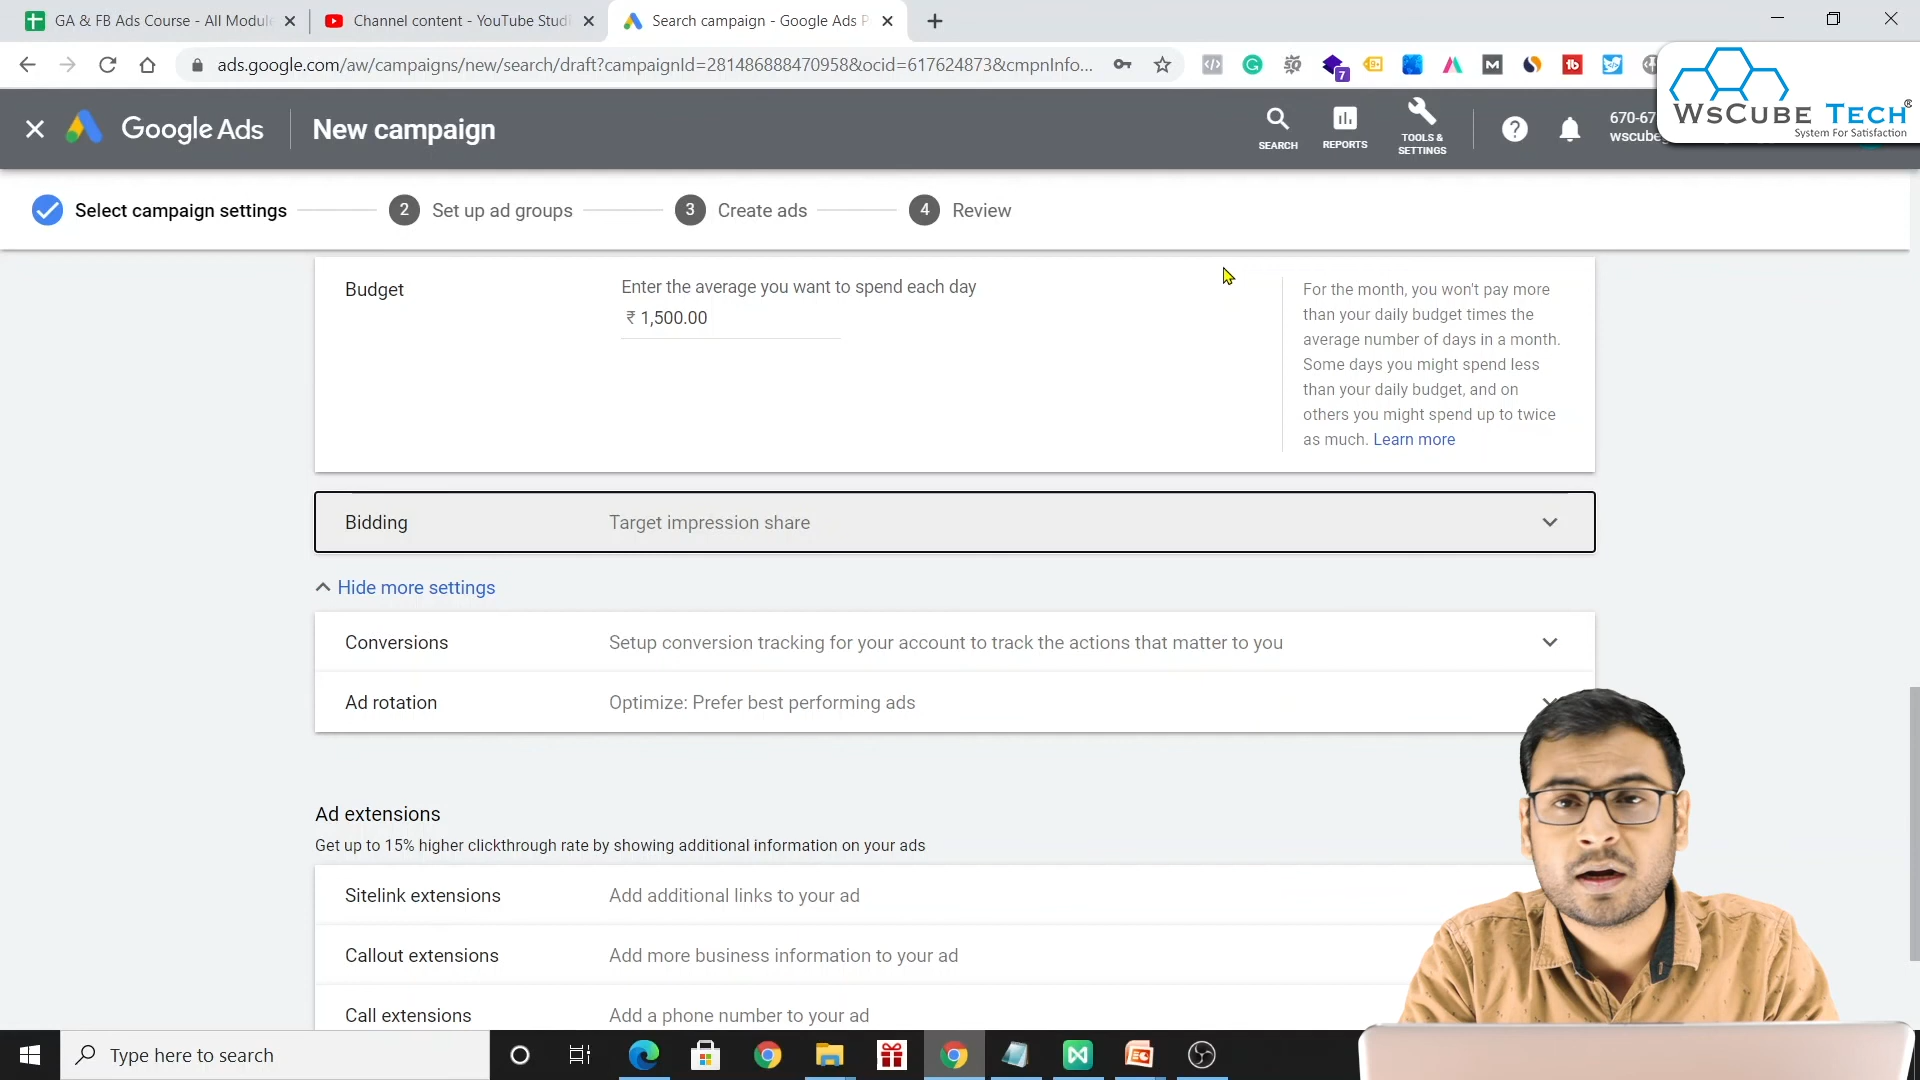 GA & FB Ads Course - All Module
Channel content - YouTube Studi
Search campaign - Google Ads P
ads.google.com/aw/campaigns/new/search/draft?campaignId=281486888470958&ocid=617624873&cmpnInfo...
7
WsCube Tech®
System For Satisfaction
Google Ads
New campaign
SEARCH
REPORTS
TOOLS &
SETTINGS
670-67
wscube
Select campaign settings
2 Set up ad groups
3 Create ads
4 Review
Budget
Enter the average you want to spend each day
₹ 1,500.00
For the month, you won't pay more
than your daily budget times the
average number of days in a month.
Some days you might spend less
than your daily budget, and on
others you might spend up to twice
as much. Learn more
Bidding
Target impression share
Hide more settings
Conversions
Setup conversion tracking for your account to track the actions that matter to you
Ad rotation
Optimize: Prefer best performing ads
Ad extensions
Get up to 15% higher clickthrough rate by showing additional information on your ads
Sitelink extensions
Add additional links to your ad
Callout extensions
Add more business information to your ad
Call extensions
Add a phone number to your ad
Type here to search